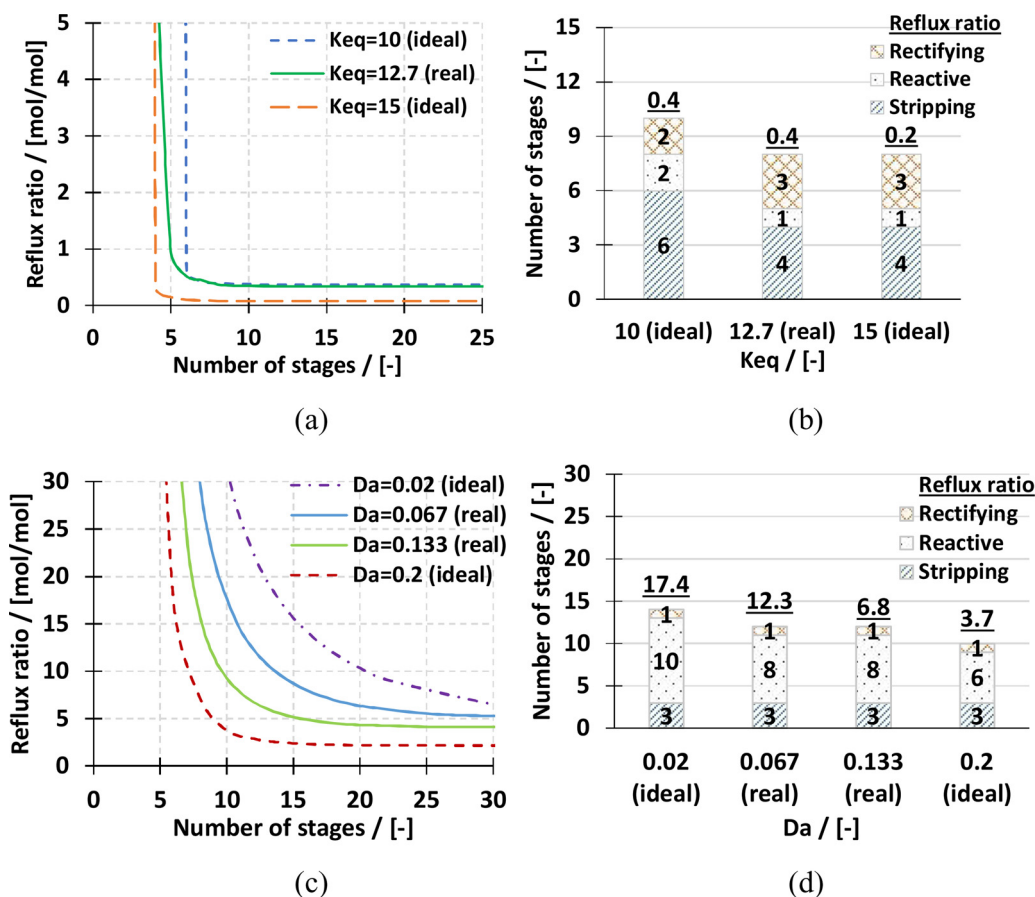 Reflux ratio / [mol/mol]
5
4
3
2
1
0
Keq=10 (ideal)
Keq=12.7 (real)
Keq=15 (ideal)
0 5 10 15 20 25
Number of stages / [-]
(a)
Number of stages / [-]
15
12
9
6
3
0
Reflux ratio
Rectifying
Reactive
Stripping
0.4 0.4 0.2
2 3 3
2 1 1
6 4 4
10 (ideal) 12.7 (real) 15 (ideal)
Keq / [-]
(b)
Reflux ratio / [mol/mol]
30
25
20
15
10
5
0
Da=0.02 (ideal)
Da=0.067 (real)
Da=0.133 (real)
Da=0.2 (ideal)
0 5 10 15 20 25 30
Number of stages / [-]
(c)
Number of stages / [-]
30
25
20
15
10
5
0
Reflux ratio
Rectifying
Reactive
Stripping
17.4 12.3 6.8 3.7
1 1 1 1
10 8 8 6
3 3 3 3
0.02 0.067 0.133 0.2
(ideal) (real) (real) (ideal)
Da / [-]
(d)